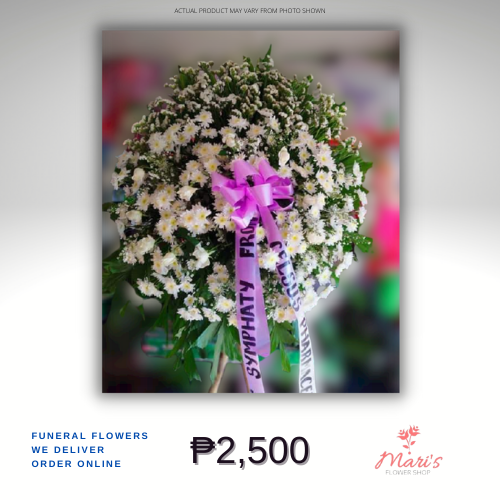 ACTUAL PRODUCT MAY VARY FROM PHOTO SHOWN
SYMPHATY FRO
FUNERAL FLOWERS
WE DELIVER
ORDER ONLINE
₱2,500
Mari's
FLOWER SHOP